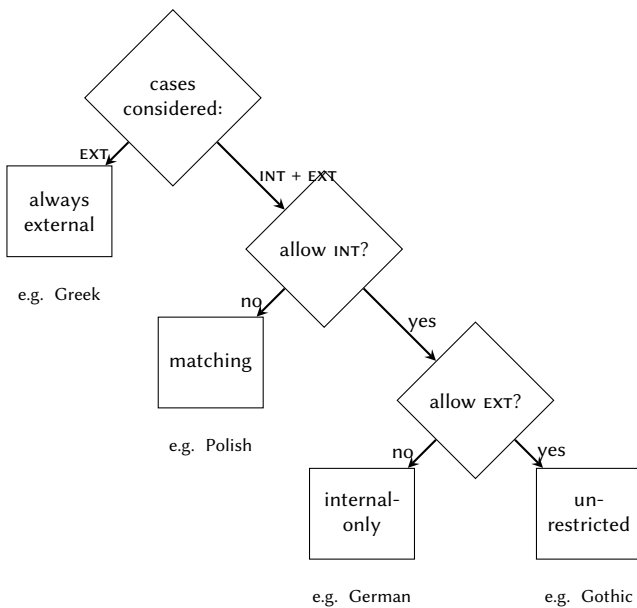 cases
considered:
EXT
INT + EXT
always
external
allow INT?
e.g. Greek
no
yes
matching
allow EXT?
e.g. Polish
no
yes
internal-
only
un-
restricted
e.g. German
e.g. Gothic